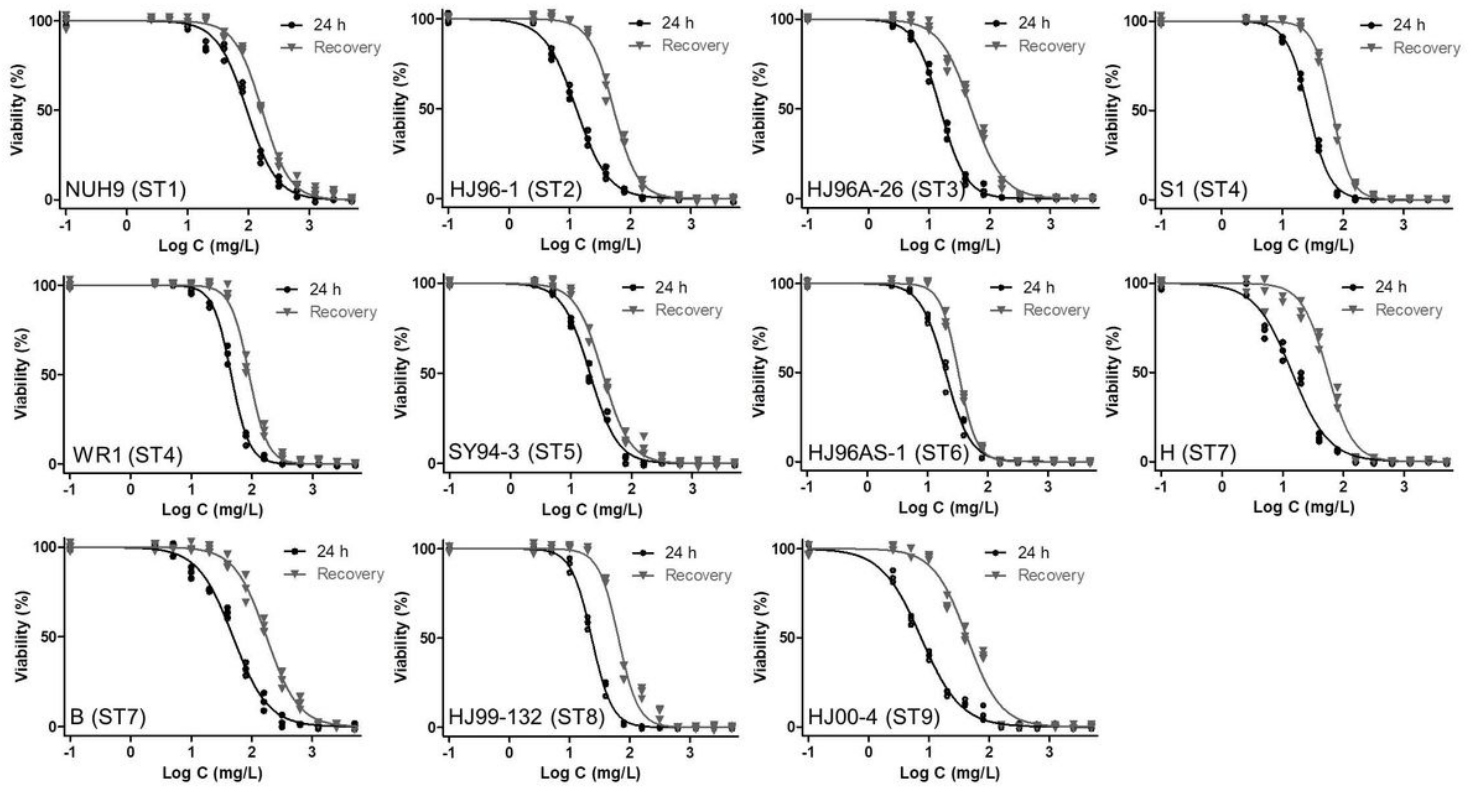 100
50
0
Viability (%)
24 h
Recovery
NUH9 (ST1)
-1 0 1 2 3
Log C (mg/L)
100
50
0
Viability (%)
24 h
Recovery
HJ96-1 (ST2)
-1 0 1 2 3
Log C (mg/L)
100
50
0
Viability (%)
24 h
Recovery
HJ96A-26 (ST3)
-1 0 1 2 3
Log C (mg/L)
100
50
0
Viability (%)
24 h
Recovery
S1 (ST4)
-1 0 1 2 3
Log C (mg/L)
100
50
0
Viability (%)
24 h
Recovery
WR1 (ST4)
-1 0 1 2 3
Log C (mg/L)
100
50
0
Viability (%)
24 h
Recovery
SY94-3 (ST5)
-1 0 1 2 3
Log C (mg/L)
100
50
0
Viability (%)
24 h
Recovery
HJ96AS-1 (ST6)
-1 0 1 2 3
Log C (mg/L)
100
50
0
Viability (%)
24 h
Recovery
H (ST7)
-1 0 1 2 3
Log C (mg/L)
100
50
0
Viability (%)
24 h
Recovery
B (ST7)
-1 0 1 2 3
Log C (mg/L)
100
50
0
Viability (%)
24 h
Recovery
HJ99-132 (ST8)
-1 0 1 2 3
Log C (mg/L)
100
50
0
Viability (%)
24 h
Recovery
HJ00-4 (ST9)
-1 0 1 2 3
Log C (mg/L)